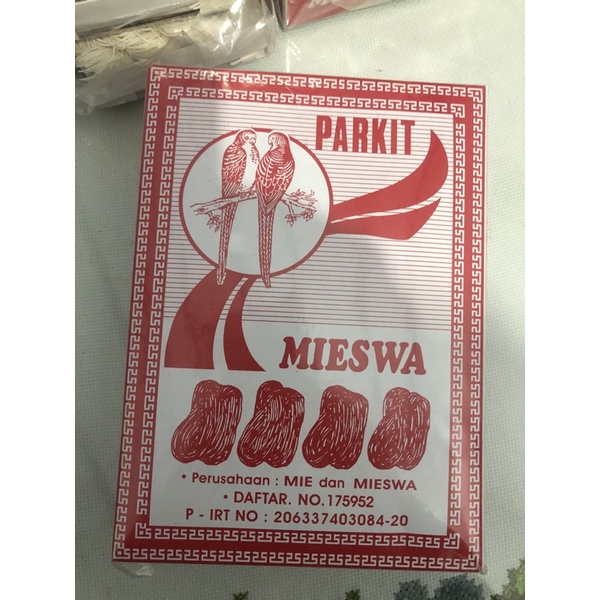 PARKIT
MIESWA
• Perusahaan : MIE dan MIESWA
• DAFTAR. NO. 175952
P - IRT NO : 206337403084-20